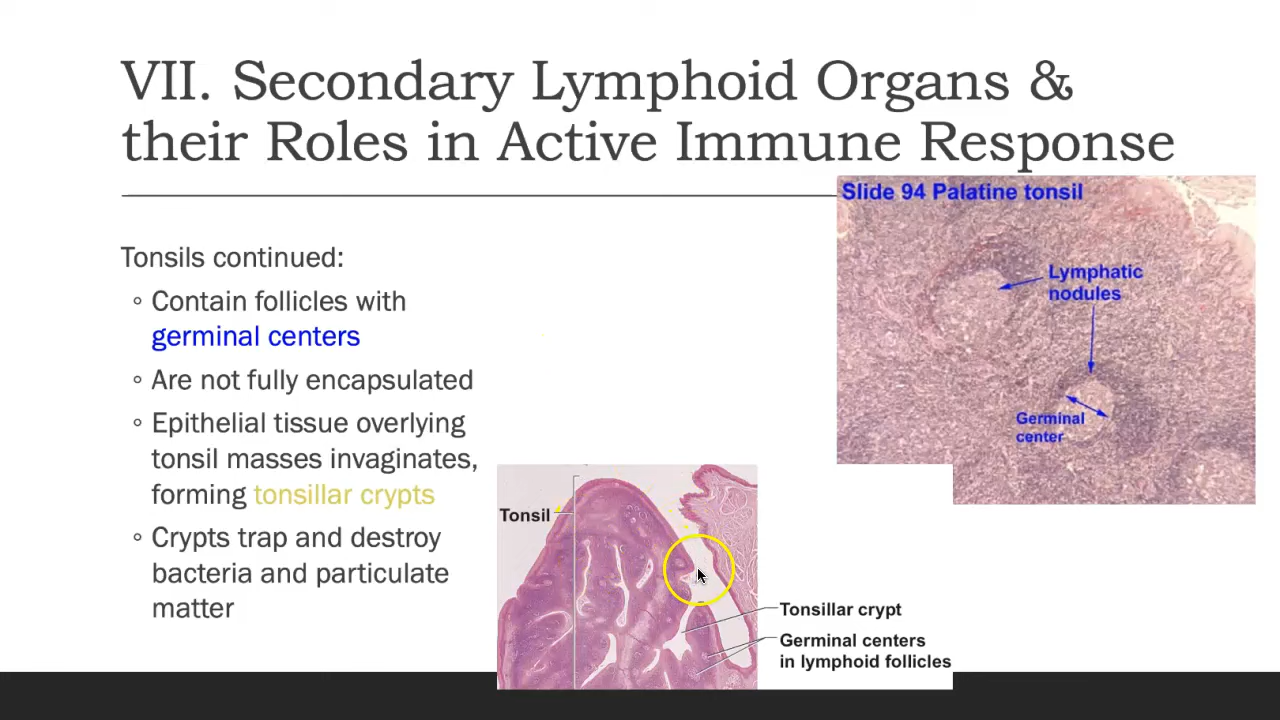 VII. Secondary Lymphoid Organs &
their Roles in Active Immune Response
Tonsils continued:
◦ Contain follicles with
germinal centers
◦ Are not fully encapsulated
◦ Epithelial tissue overlying
tonsil masses invaginates,
forming tonsillar crypts
◦ Crypts trap and destroy
bacteria and particulate
matter
Slide 94 Palatine tonsil
Lymphatic
nodules
Germinal
center
Tonsil
Tonsillar crypt
Germinal centers
in lymphoid follicles